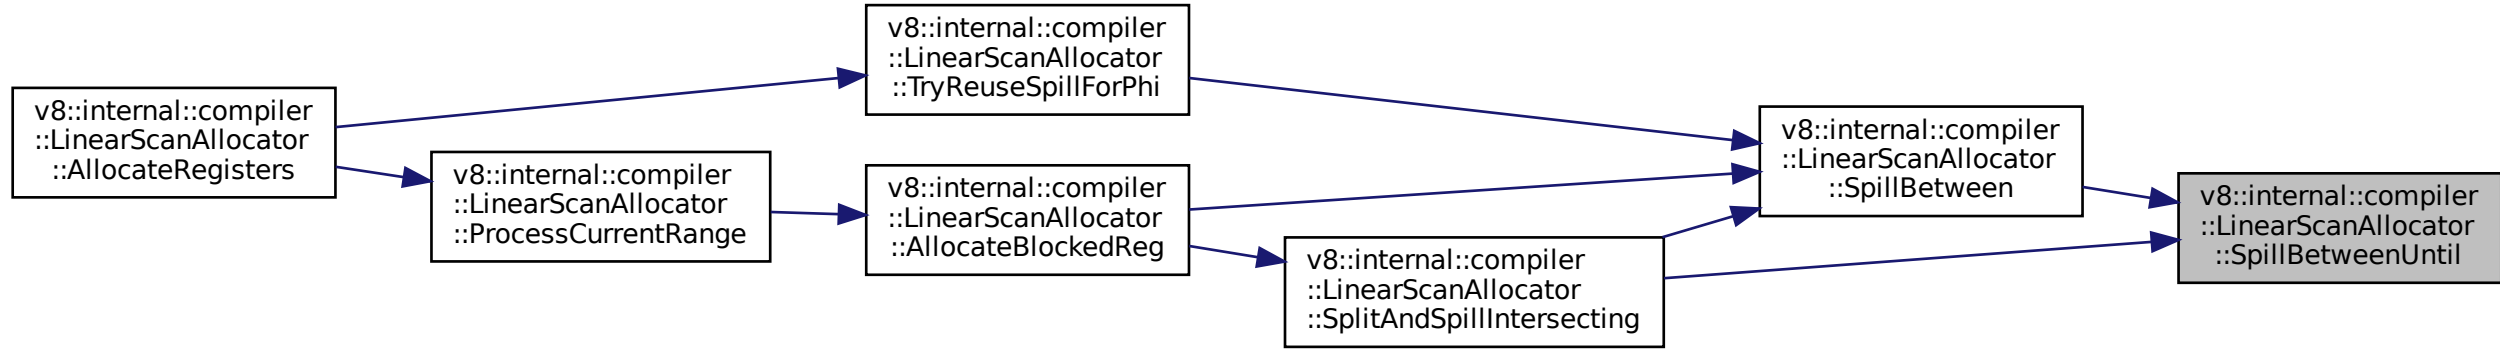 v8::internal::compiler
::LinearScanAllocator
::AllocateRegisters
v8::internal::compiler
::LinearScanAllocator
::ProcessCurrentRange
v8::internal::compiler
::LinearScanAllocator
::TryReuseSpillForPhi
v8::internal::compiler
::LinearScanAllocator
::AllocateBlockedReg
v8::internal::compiler
::LinearScanAllocator
::SplitAndSpillIntersecting
v8::internal::compiler
::LinearScanAllocator
::SpillBetween
v8::internal::compiler
::LinearScanAllocator
::SpillBetweenUntil